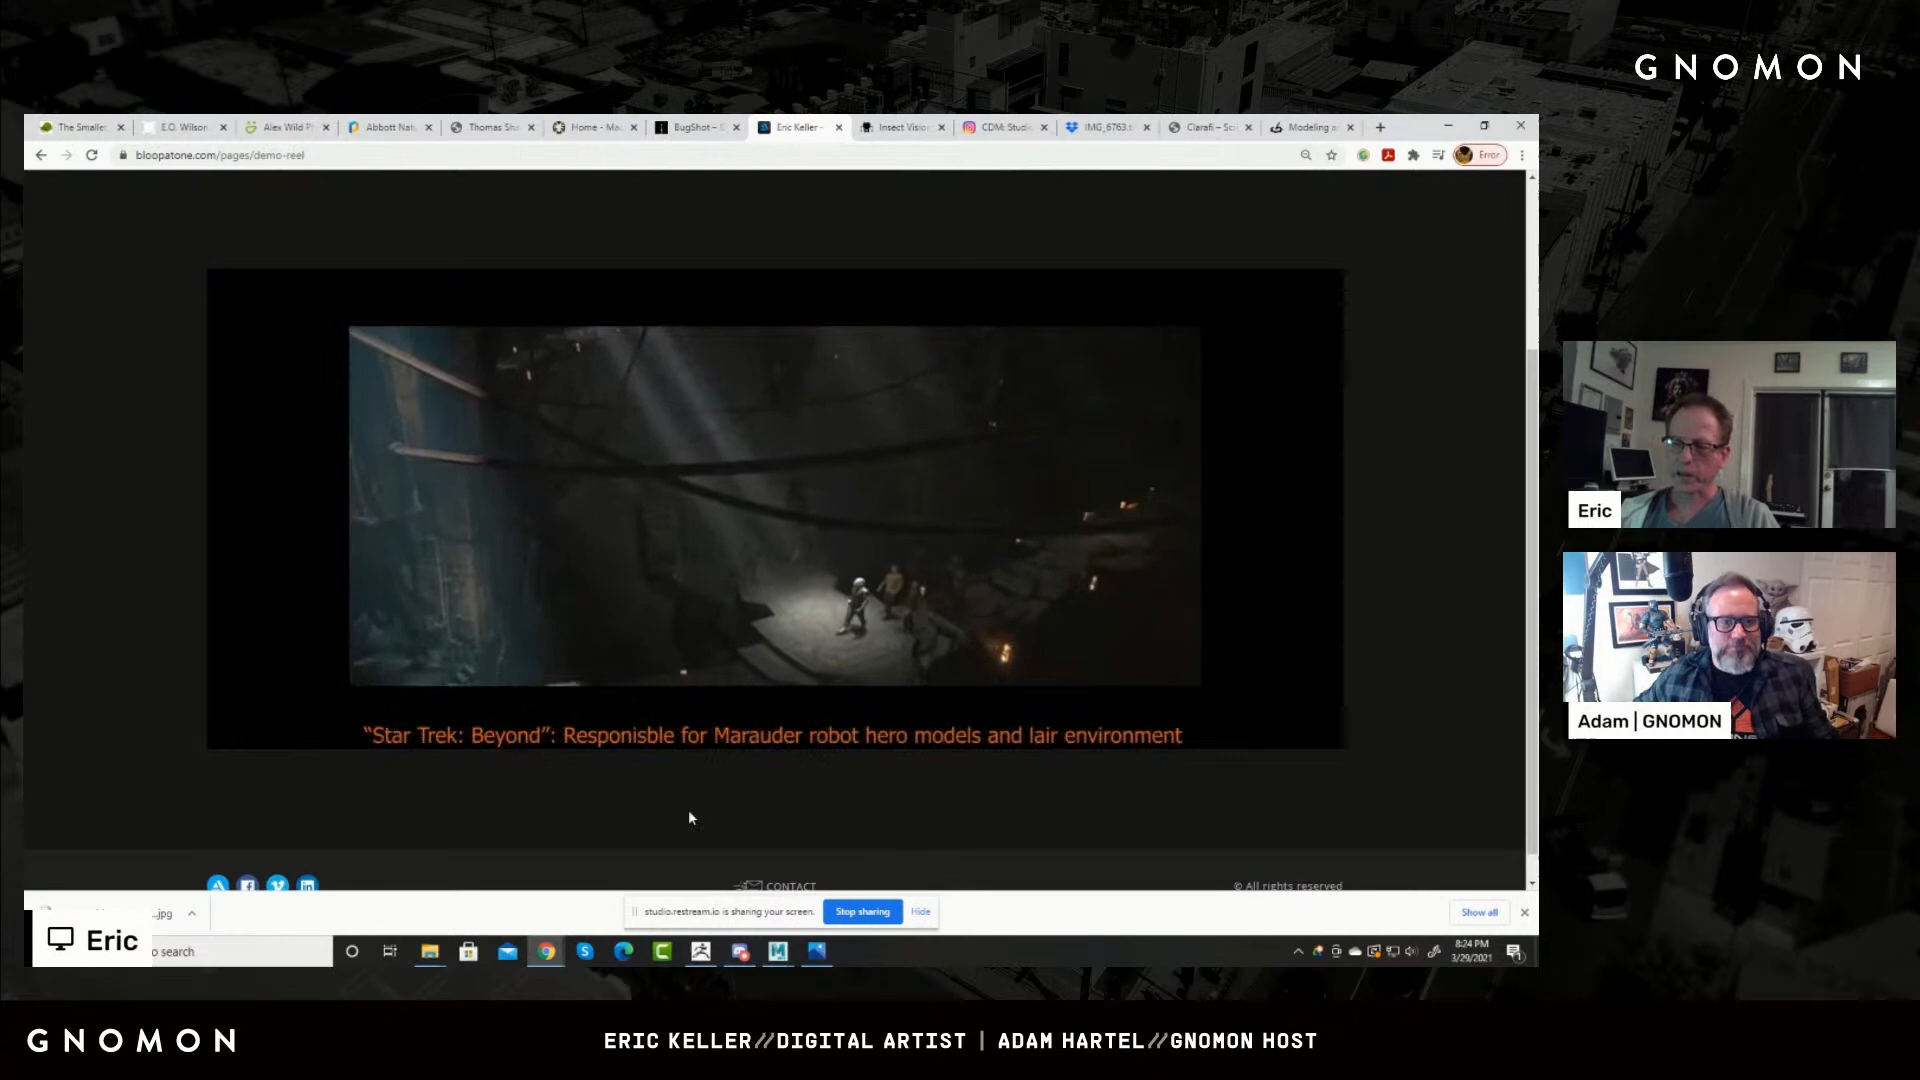 GNOMON
The Smaller
E.O. Wilson
Alex Wild P
Abbott Nat
Thomas Sh
Home - Ma
BugShot –
Eric Keller -
Insect Vision
CDM: Studi
IMG_6763.t
Clarafi – Sc
Modeling a
bloopatone.com/pages/demo-reel
Error
“Star Trek: Beyond”: Responisble for Marauder robot hero models and lair environment
CONTACT
© All rights reserved
...jpg
studio.restream.io is sharing your screen.
Stop sharing
Hide
Show all
Eric
o search
8:24 PM
3/29/2021
Eric
Adam | GNOMON
GNOMON
ERIC KELLER//DIGITAL ARTIST | ADAM HARTEL//GNOMON HOST